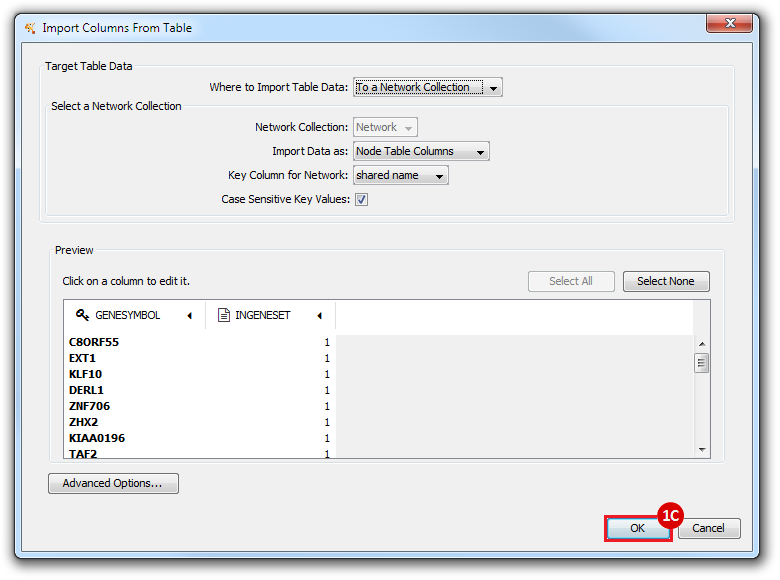 Import Columns From Table
Target Table Data
Where to Import Table Data: To a Network Collection
Select a Network Collection
Network Collection: Network
Import Data as: Node Table Columns
Key Column for Network: shared name
Case Sensitive Key Values:
Preview
Click on a column to edit it. Select All Select None
GENESYMBOL INGENESET
C8ORF55 1
EXT1 1
KLF10 1
DERL1 1
ZNF706 1
ZHX2 1
KIAA0196 1
TAF2 1
Advanced Options...
1C
OK Cancel